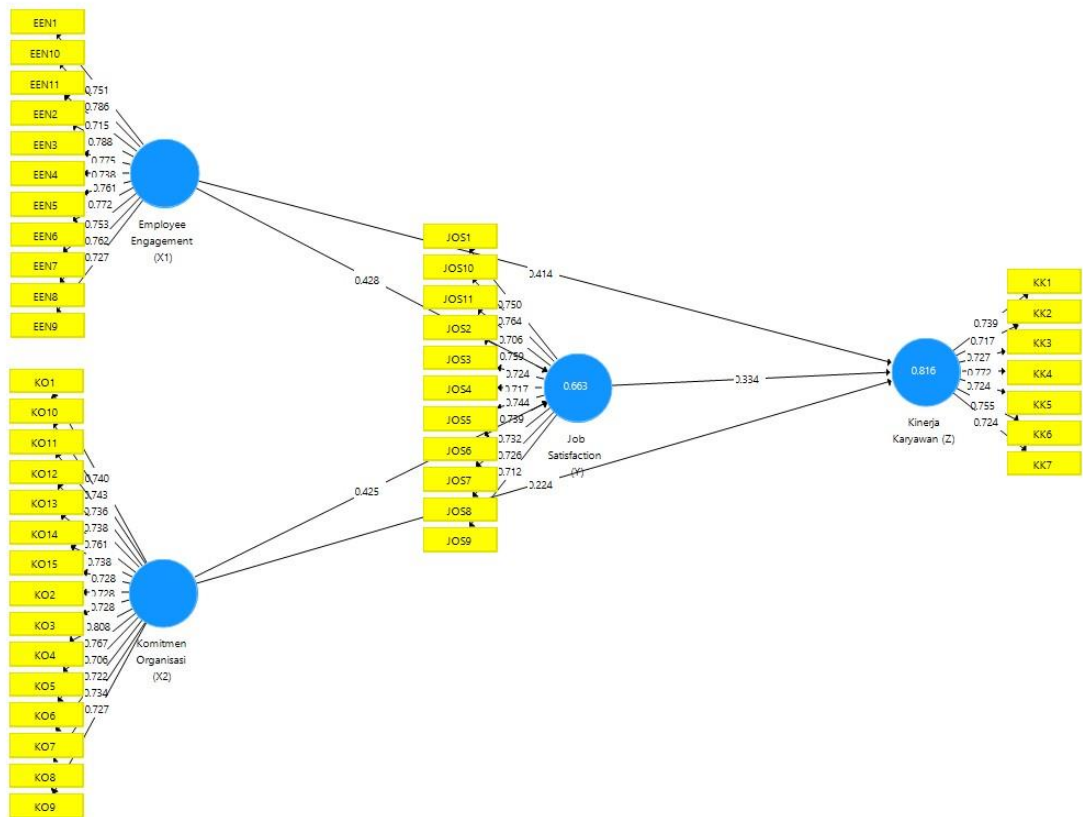 EEN1
EEN10
EEN11
EEN2
EEN3
EEN4
EEN5
EEN6
EEN7
EEN8
EEN9
0.751
0.786
0.715
0.788
0.775
0.738
0.761
0.772
0.753
0.762
0.727
Employee
Engagement
(X1)
0.414
0.428
KO1
KO10
KO11
KO12
KO13
KO14
KO15
KO2
KO3
KO4
KO5
KO6
KO7
KO8
KO9
0.740
0.743
0.736
0.738
0.761
0.738
0.728
0.728
0.728
0.808
0.767
0.706
0.722
0.734
0.727
Komitmen
Organisasi
(X2)
0.425
0.224
JOS1
JOS10
JOS11
JOS2
JOS3
JOS4
JOS5
JOS6
JOS7
JOS8
JOS9
0.750
0.764
0.706
0.759
0.724
0.717
0.744
0.739
0.732
0.726
0.712
0.663
Job
Satisfaction
(Y)
0.334
0.816
Kinerja
Karyawan (Z)
0.739
0.717
0.727
0.772
0.724
0.755
0.724
KK1
KK2
KK3
KK4
KK5
KK6
KK7